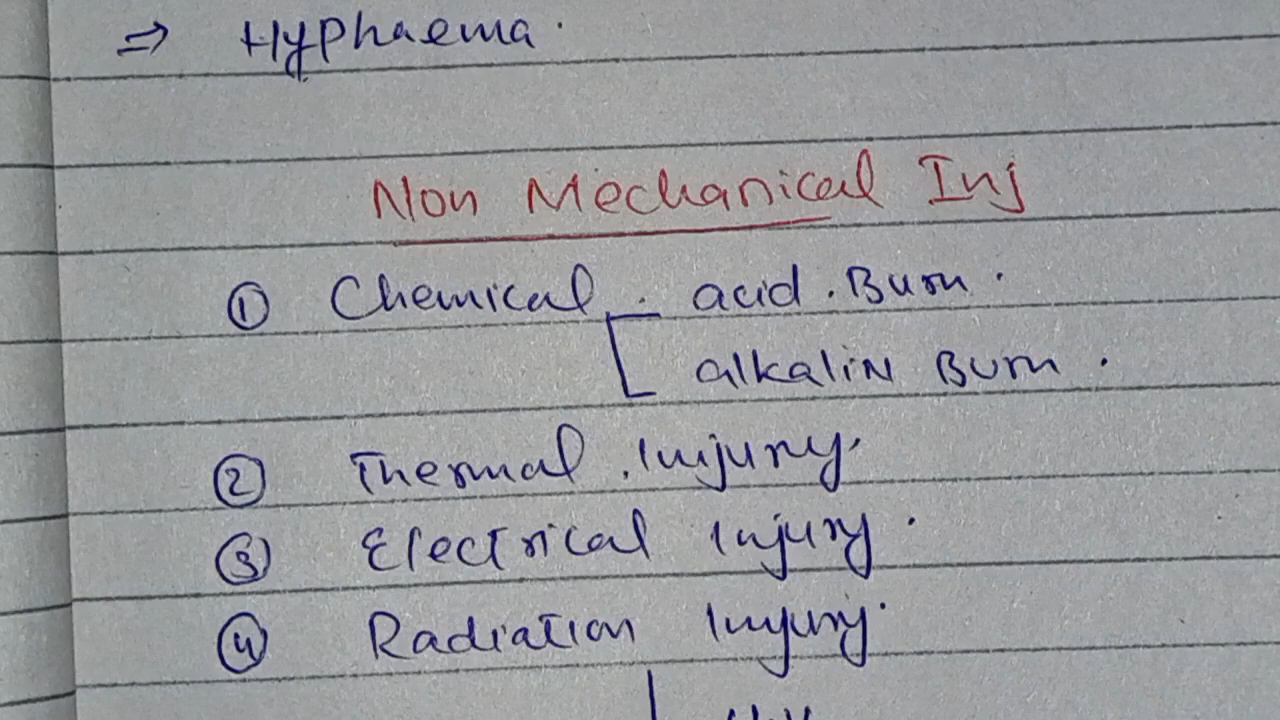 ⇒ Hyphaema.
Non Mechanical Inj
① Chemical . acid . Burn .
alkalin Burn .
② Thermal . Injury.
③ Electrical Injury .
④ Radiation Injury.